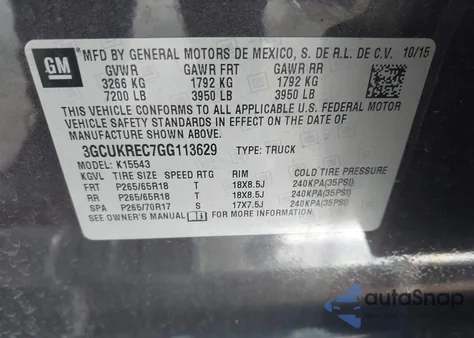 GM
MFD BY GENERAL MOTORS DE MEXICO, S. DE R.L. DE C.V. 10/15
GVWR GAWR FRT GAWR RR
3266 KG 1792 KG 1792 KG
7200 LB 3950 LB 3950 LB
THIS VEHICLE CONFORMS TO ALL APPLICABLE U.S. FEDERAL MOTOR
VEHICLE SAFETY STANDARDS IN EFFECT ON THE DATE OF
MANUFACTURE SHOWN ABOVE.
3GCUKREC7GG113629 TYPE: TRUCK
MODEL: K15543
KGVL TIRE SIZE SPEED RTG RIM COLD TIRE PRESSURE
FRT P265/65R18 T 18X8.5J 240KPA(35PSI)
RR P265/65R18 T 18X8.5J 240KPA(35PSI)
SPA P265/70R17 S 17X7.5J 240KPA(35PSI)
SEE OWNER'S MANUAL FOR MORE INFORMATION.
autaSnap